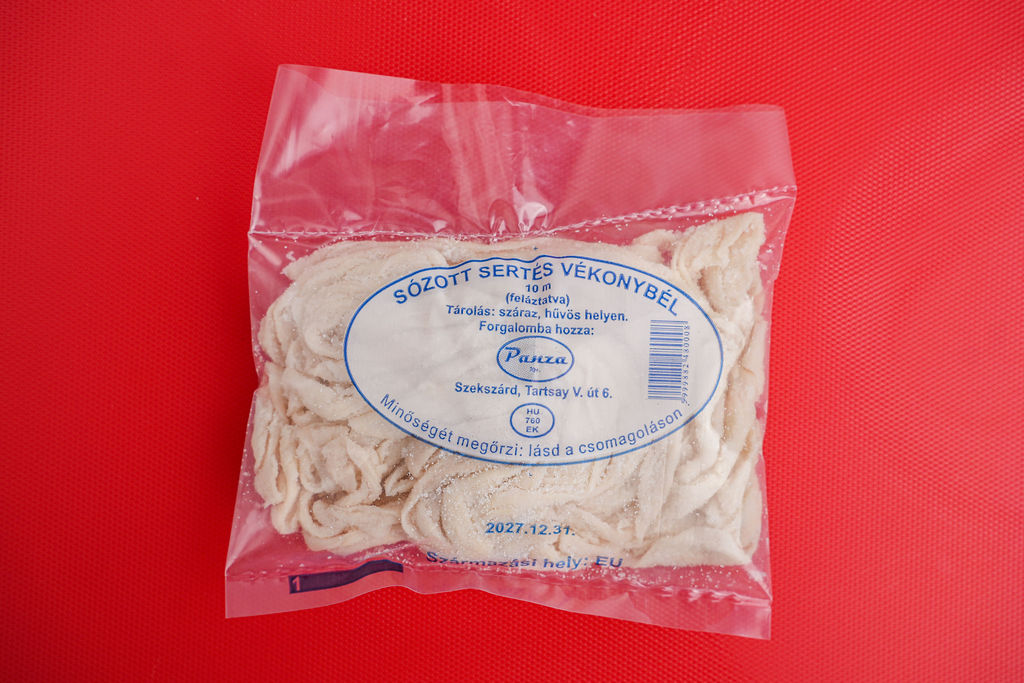 SÓZOTT SERTÉS VÉKONYBÉL
10 m
(feláztatva)
Tárolás: száraz, hűvös helyen.
Forgalomba hozza:
Panza
Szekszárd, Tartsay V. út 6.
HU
760
EK
Minőségét megőrzi: lásd a csomagoláson.
2027.12.31.
Származási hely: EU
1